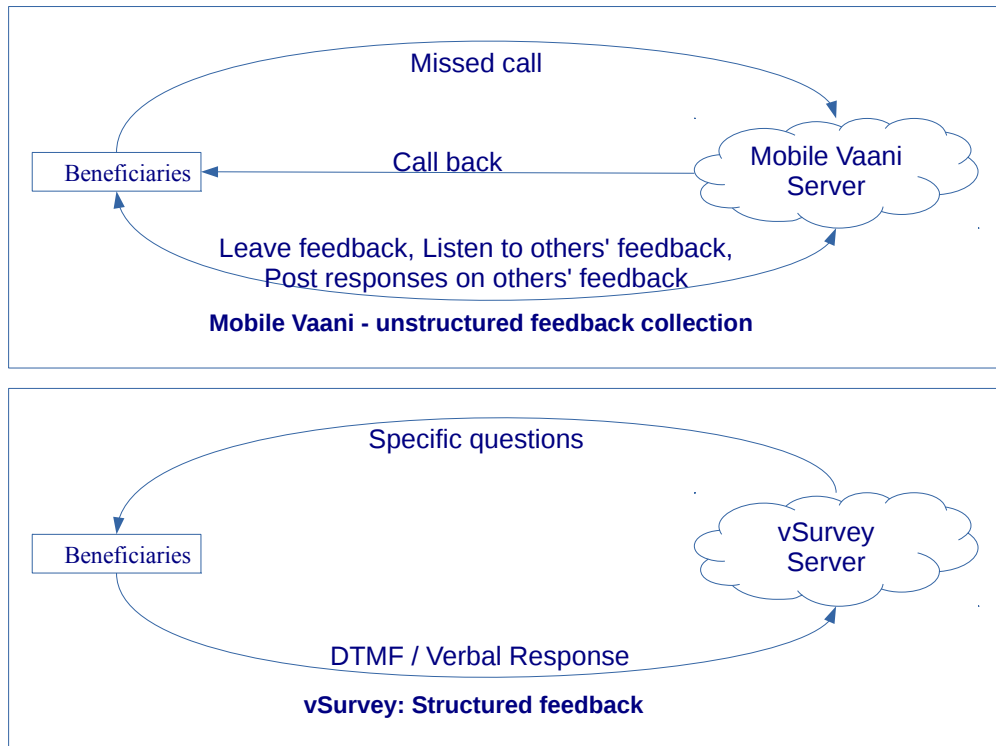 Missed call
Beneficiaries
Call back
Mobile Vaani
Server
Leave feedback, Listen to others' feedback,
Post responses on others' feedback
Mobile Vaani - unstructured feedback collection
Specific questions
Beneficiaries
vSurvey
Server
DTMF / Verbal Response
vSurvey: Structured feedback